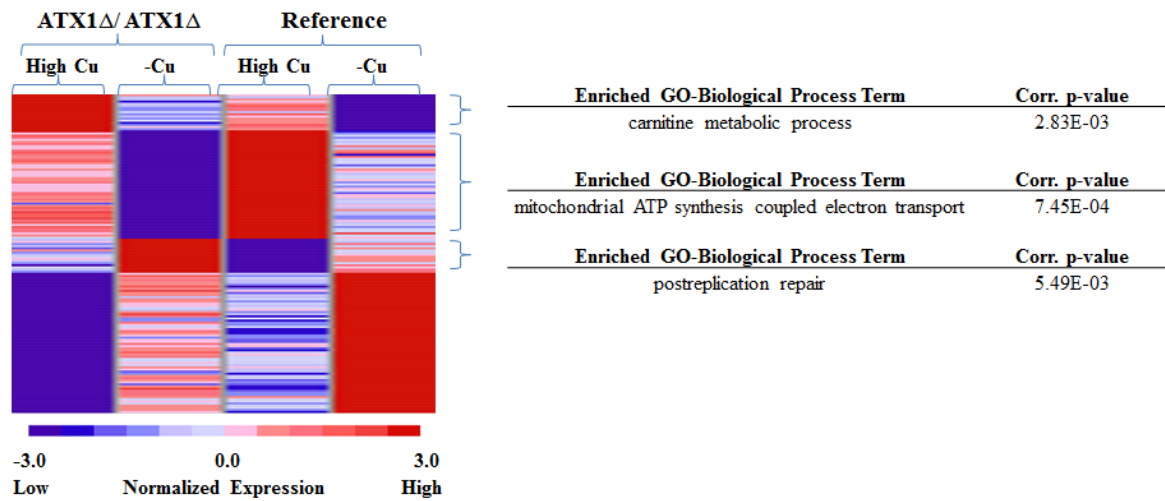 ATX1Δ/ ATX1Δ Reference
High Cu -Cu High Cu -Cu
Enriched GO-Biological Process Term Corr. p-value
carnitine metabolic process 2.83E-03
Enriched GO-Biological Process Term Corr. p-value
mitochondrial ATP synthesis coupled electron transport 7.45E-04
Enriched GO-Biological Process Term Corr. p-value
postreplication repair 5.49E-03
-3.0 0.0 3.0
Low Normalized Expression High